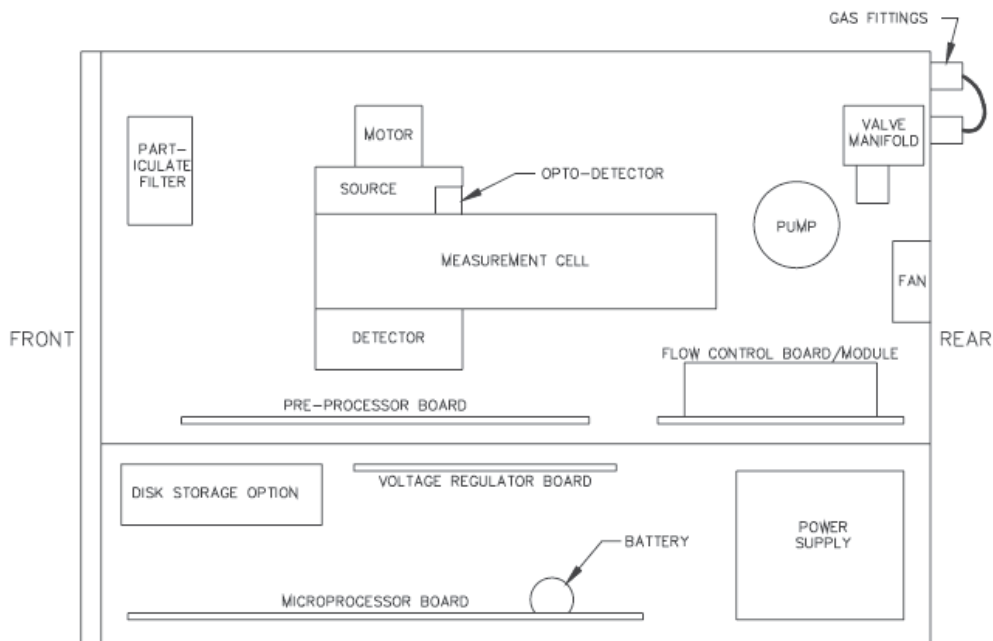 GAS FITTINGS
MOTOR
VALVE
MANIFOLD
PART-
ICULATE
FILTER
SOURCE
OPTO-DETECTOR
PUMP
MEASUREMENT CELL
FAN
FRONT
DETECTOR
REAR
FLOW CONTROL BOARD/MODULE
PRE-PROCESSOR BOARD
DISK STORAGE OPTION
VOLTAGE REGULATOR BOARD
POWER
SUPPLY
BATTERY
MICROPROCESSOR BOARD